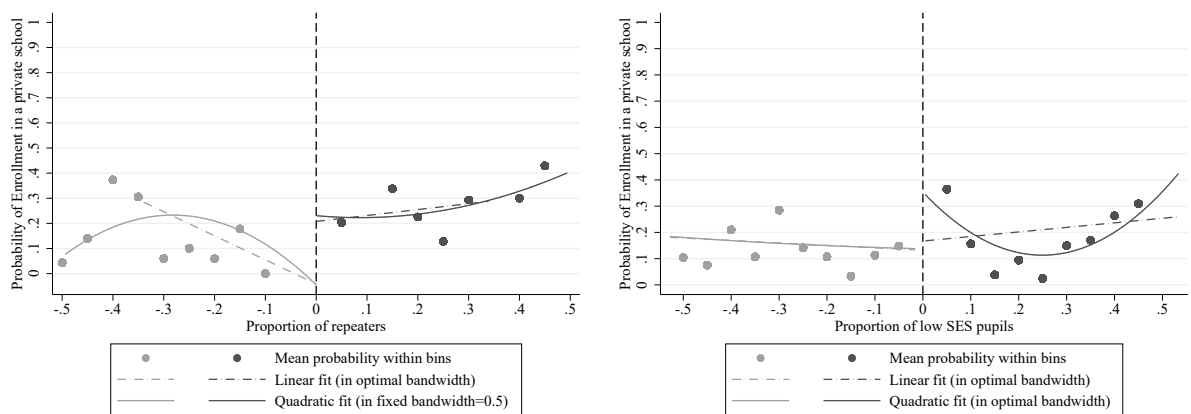 Probability of Enrollment in a private school
1
.9
.8
.7
.6
.5
.4
.3
.2
.1
0
-.5 -.4 -.3 -.2 -.1 0 .1 .2 .3 .4 .5
Proportion of repeaters
Mean probability within bins
Linear fit (in optimal bandwidth)
Quadratic fit (in fixed bandwidth=0.5)
Probability of Enrollment in a private school
1
.9
.8
.7
.6
.5
.4
.3
.2
.1
0
-.5 -.4 -.3 -.2 -.1 0 .1 .2 .3 .4 .5
Proportion of low SES pupils
Mean probability within bins
Linear fit (in optimal bandwidth)
Quadratic fit (in optimal bandwidth)